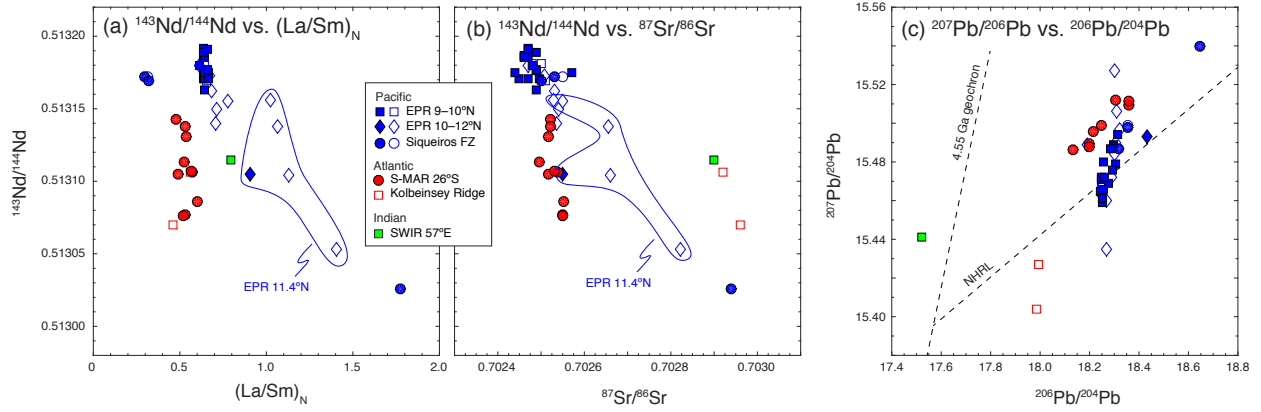 (a) ¹⁴³Nd/¹⁴⁴Nd vs. (La/Sm)N
0.51320
0.51315
0.51310
0.51305
0.51300
¹⁴³Nd/¹⁴⁴Nd
0
0.5
1.0
1.5
2.0
(La/Sm)N
EPR 11.4ºN
Pacific
EPR 9–10ºN
EPR 10–12ºN
Siqueiros FZ
Atlantic
S-MAR 26ºS
Kolbeinsey Ridge
Indian
SWIR 57ºE
(b) ¹⁴³Nd/¹⁴⁴Nd vs. ⁸⁷Sr/⁸⁶Sr
EPR 11.4ºN
0.7024
0.7026
0.7028
0.7030
⁸⁷Sr/⁸⁶Sr
(c) ²⁰⁷Pb/²⁰⁶Pb vs. ²⁰⁶Pb/²⁰⁴Pb
15.56
15.52
15.48
15.44
15.40
²⁰⁷Pb/²⁰⁴Pb
4.55 Ga geochron
NHRL
17.4
17.6
17.8
18.0
18.2
18.4
18.6
18.8
²⁰⁶Pb/²⁰⁴Pb